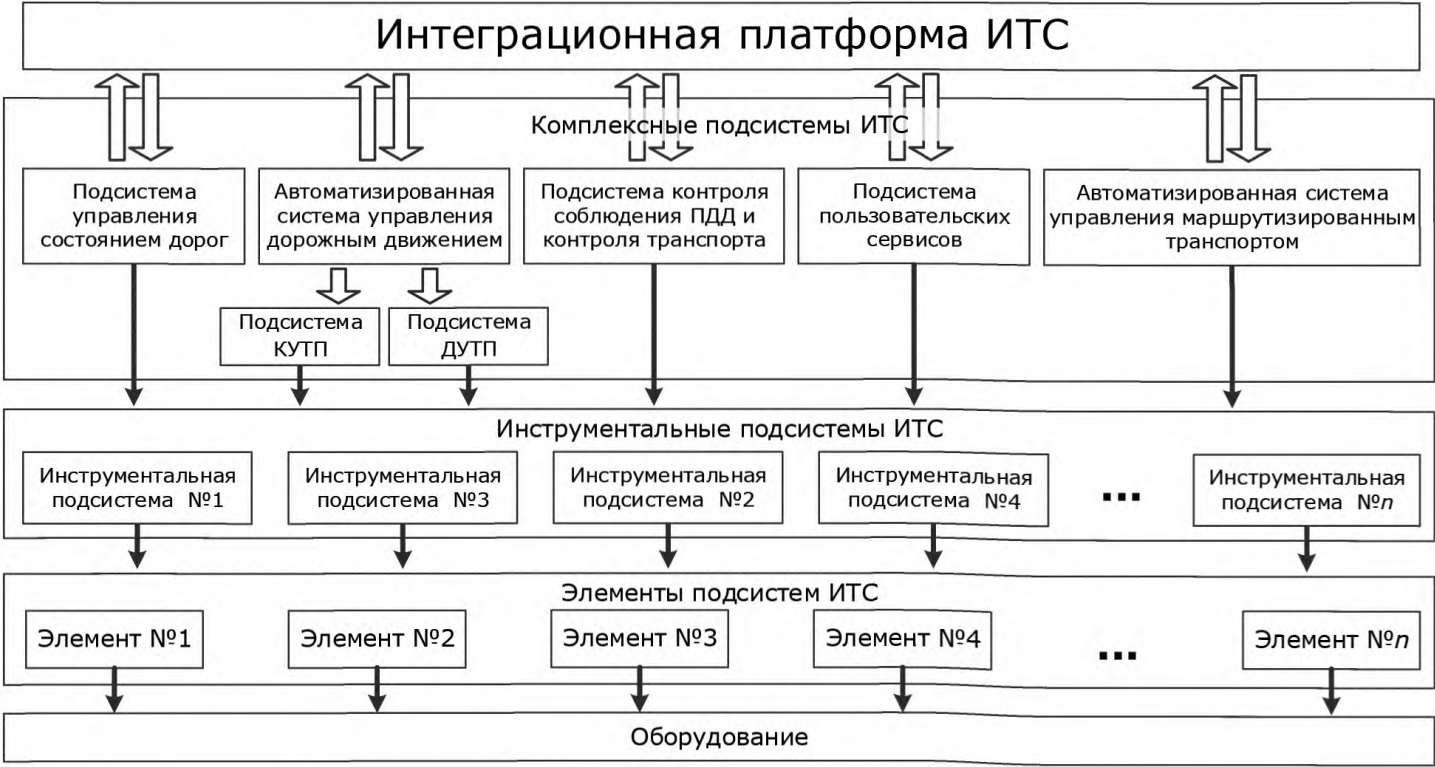 Интеграционная платформа ИТС
Комплексные подсистемы ИТС
Подсистема
управления
состоянием дорог
Автоматизированная
система управления
дорожным движением
Подсистема контроля
соблюдения ПДД и
контроля транспорта
Подсистема
пользовательских
сервисов
Автоматизированная система
управления маршрутизированным
транспортом
Подсистема
КУТП
Подсистема
ДУТП
Инструментальные подсистемы ИТС
Инструментальная
подсистема №1
Инструментальная
подсистема №3
Инструментальная
подсистема №2
Инструментальная
подсистема №4
...
Инструментальная
подсистема №n
Элементы подсистем ИТС
Элемент №1
Элемент №2
Элемент №3
Элемент №4
...
Элемент №n
Оборудование